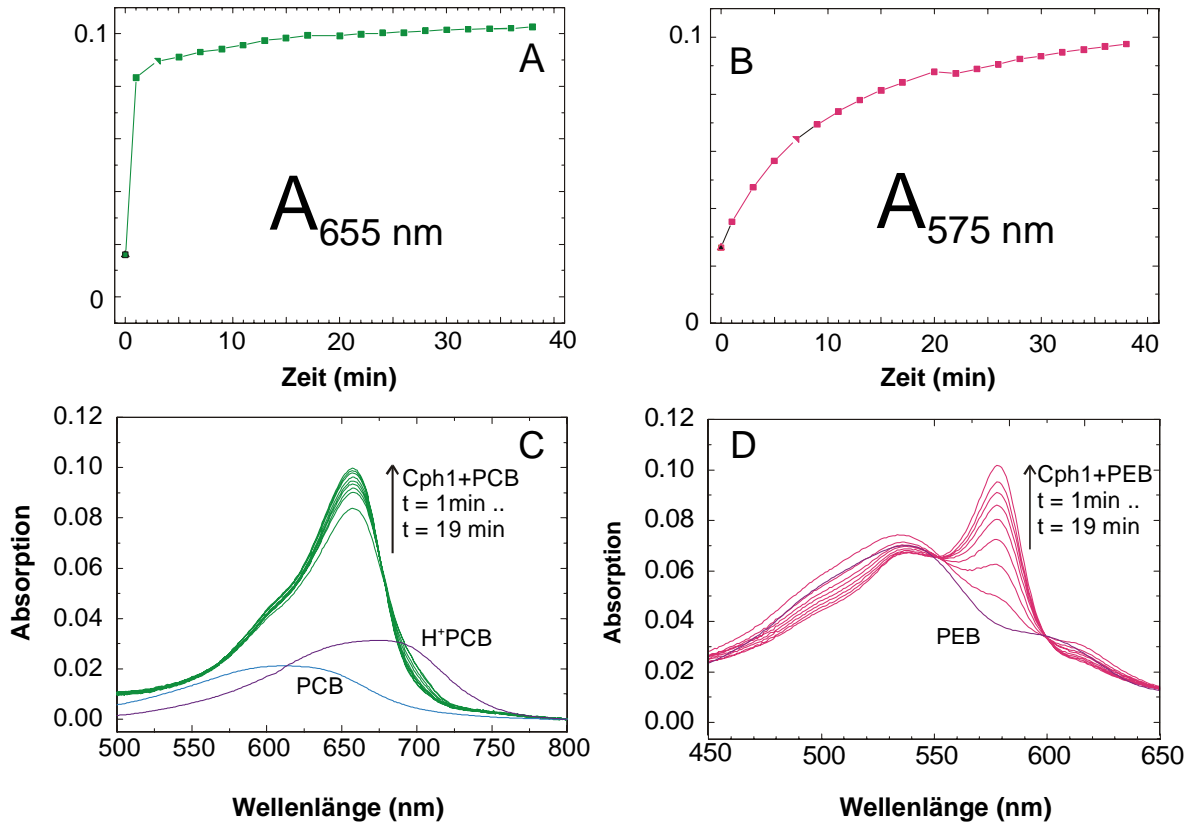 0.1
A
A655 nm
0
0 10 20 30 40
Zeit (min)
0.1
B
A575 nm
0
0 10 20 30 40
Zeit (min)
0.12
0.10
0.08
0.06
0.04
0.02
0.00
Absorption
C
Cph1+PCB
t = 1min ..
t = 19 min
H+PCB
PCB
500 550 600 650 700 750 800
Wellenlänge (nm)
0.12
0.10
0.08
0.06
0.04
0.02
0.00
Absorption
D
Cph1+PEB
t = 1min ..
t = 19 min
PEB
450 500 550 600 650
Wellenlänge (nm)